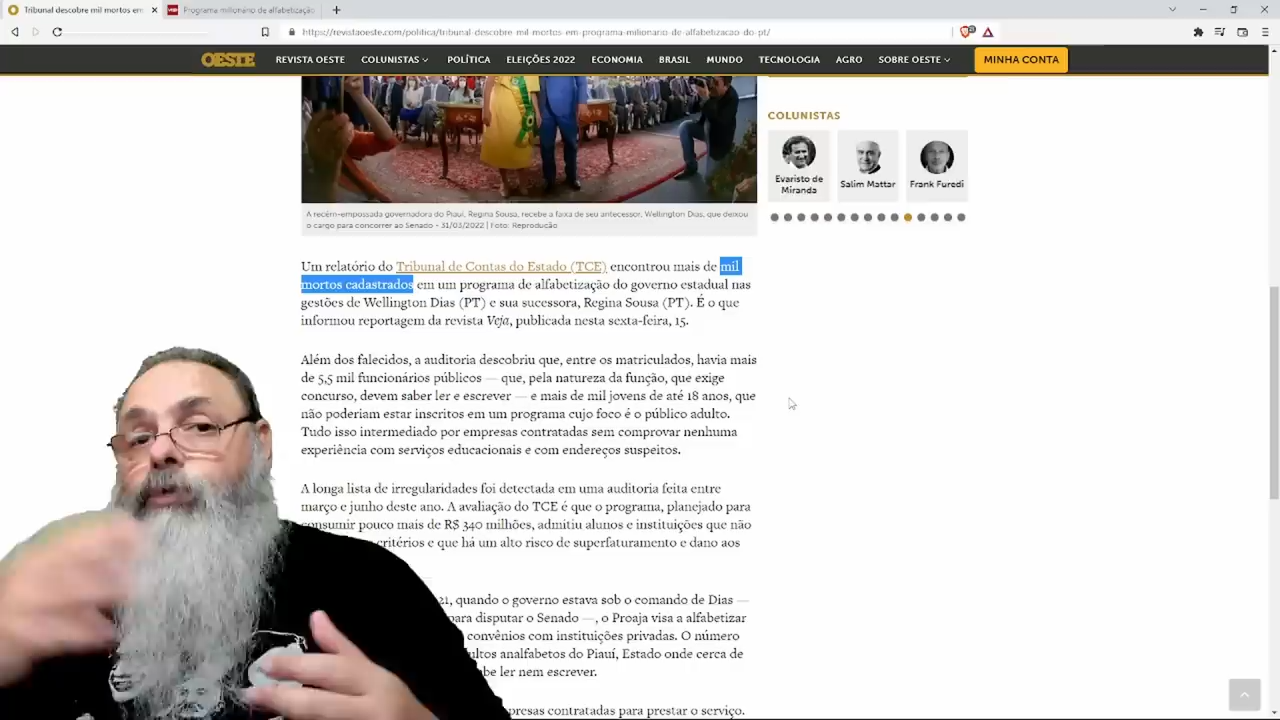 Tribunal descobre mil mortos em
Programa milionário de alfabetização
https://revistaoeste.com/politica/tribunal-descobre-mil-mortos-em-programa-milionario-de-alfabetizacao-do-pt/
OESTE
REVISTA OESTE COLUNISTAS POLÍTICA ELEIÇÕES 2022 ECONOMIA BRASIL MUNDO TECNOLOGIA AGRO SOBRE OESTE MINHA CONTA
COLUNISTAS
Evaristo de
Miranda
Salim Mattar
Frank Furedi
A recém-empossada governadora do Piauí, Regina Sousa, recebe a faixa de seu antecessor, Wellington Dias, que deixou
o cargo para concorrer ao Senado - 31/03/2022 | Foto: Reprodução
Um relatório do Tribunal de Contas do Estado (TCE) encontrou mais de mil
mortos cadastrados em um programa de alfabetização do governo estadual nas
gestões de Wellington Dias (PT) e sua sucessora, Regina Sousa (PT). É o que
informou reportagem da revista Veja, publicada nesta sexta-feira, 15.
Além dos falecidos, a auditoria descobriu que, entre os matriculados, havia mais
de 5,5 mil funcionários públicos — que, pela natureza da função, que exige
concurso, devem saber ler e escrever — e mais de mil jovens de até 18 anos, que
não poderiam estar inscritos em um programa cujo foco é o público adulto.
Tudo isso intermediado por empresas contratadas sem comprovar nenhuma
experiência com serviços educacionais e com endereços suspeitos.
A longa lista de irregularidades foi detectada em uma auditoria feita entre
março e junho deste ano. A avaliação do TCE é que o programa, planejado para
consumir pouco mais de R$ 340 milhões, admitiu alunos e instituições que não
critérios e que há um alto risco de superfaturamento e dano aos
21, quando o governo estava sob o comando de Dias —
para disputar o Senado —, o Proaja visa a alfabetizar
convênios com instituições privadas. O número
ultos analfabetos do Piauí, Estado onde cerca de
be ler nem escrever.
presas contratadas para prestar o serviço.